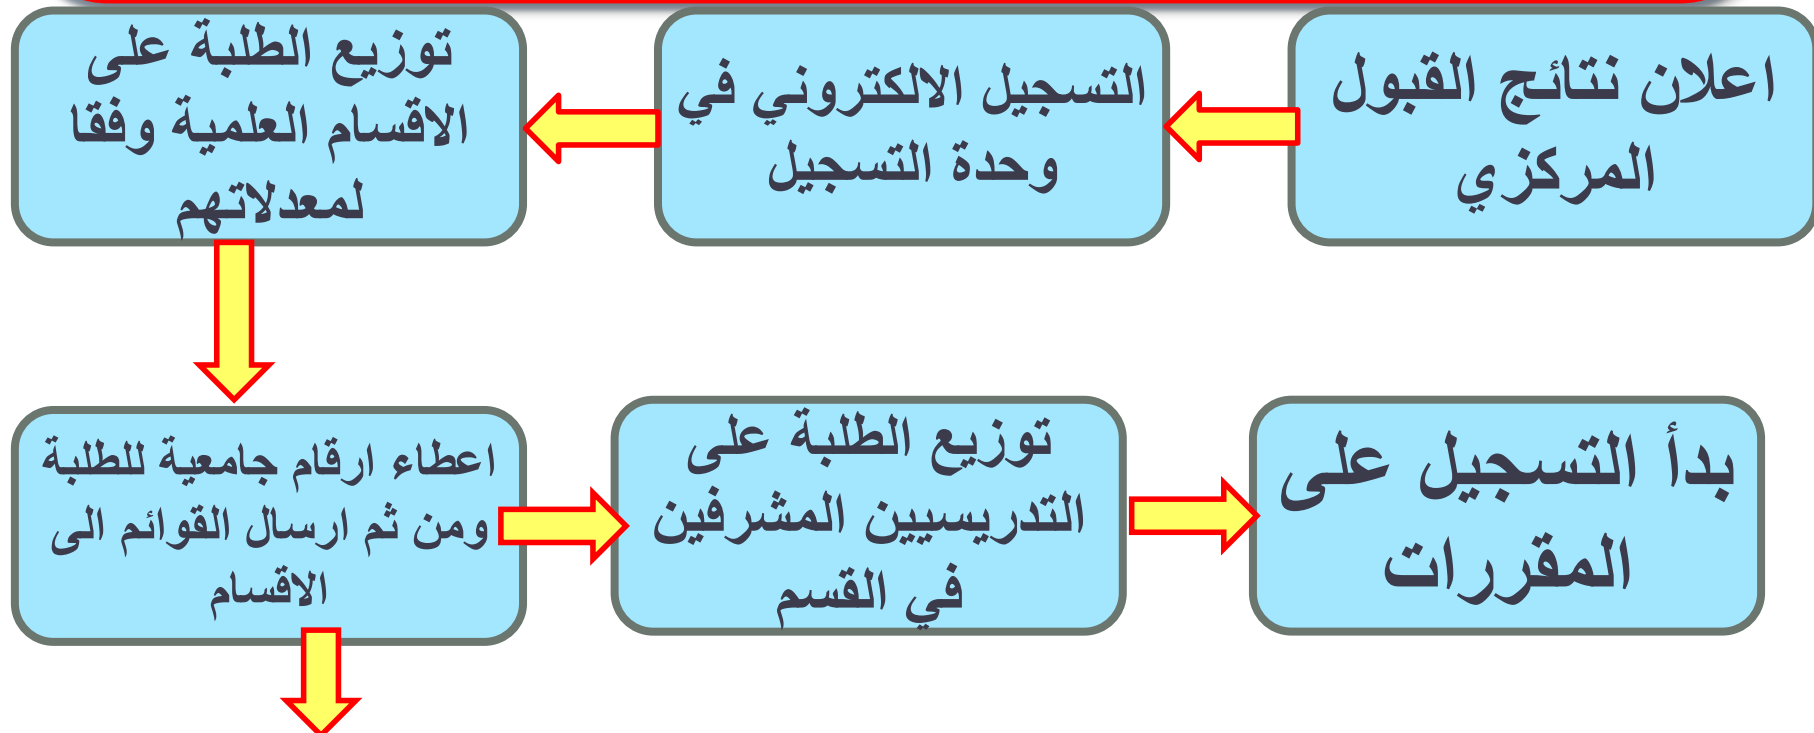 اعلان نتائج القبول
المركزي
التسجيل الالكتروني في
وحدة التسجيل
توزيع الطلبة على
الاقسام العلمية وفقا
لمعدلاتهم
اعطاء ارقام جامعية للطلبة
ومن ثم ارسال القوائم الى
الاقسام
توزيع الطلبة على
التدريسيين المشرفين
في القسم
بدأ التسجيل على
المقررات